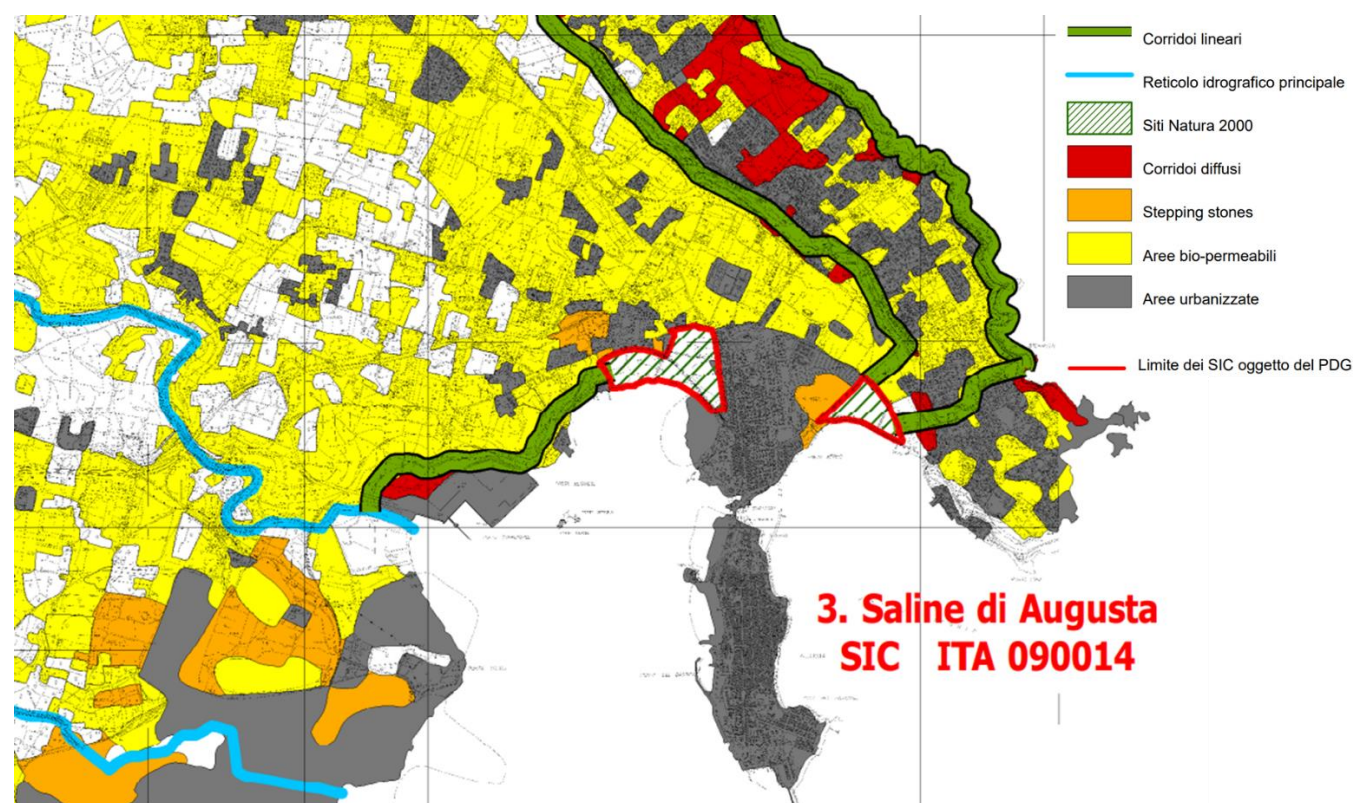 Corridoi lineari
Reticolo idrografico principale
Siti Natura 2000
Corridoi diffusi
Stepping stones
Aree bio-permeabili
Aree urbanizzate
Limite dei SIC oggetto del PDG
3. Saline di Augusta
SIC ITA 090014